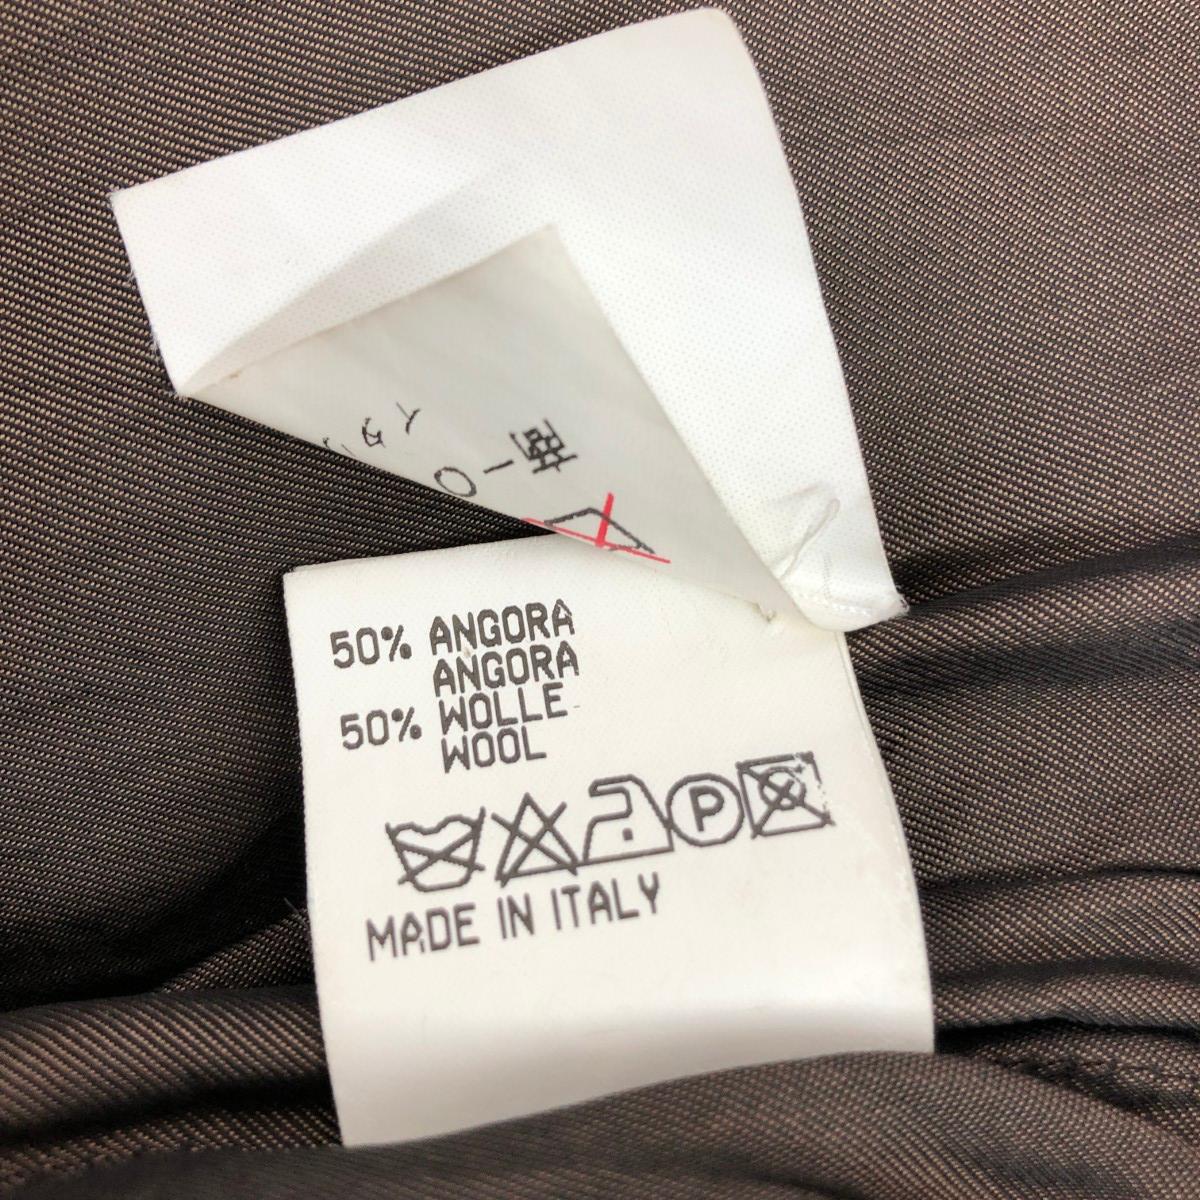 50% ANGORA
ANGORA
50% WOLLE
WOOL
P
MADE IN ITALY